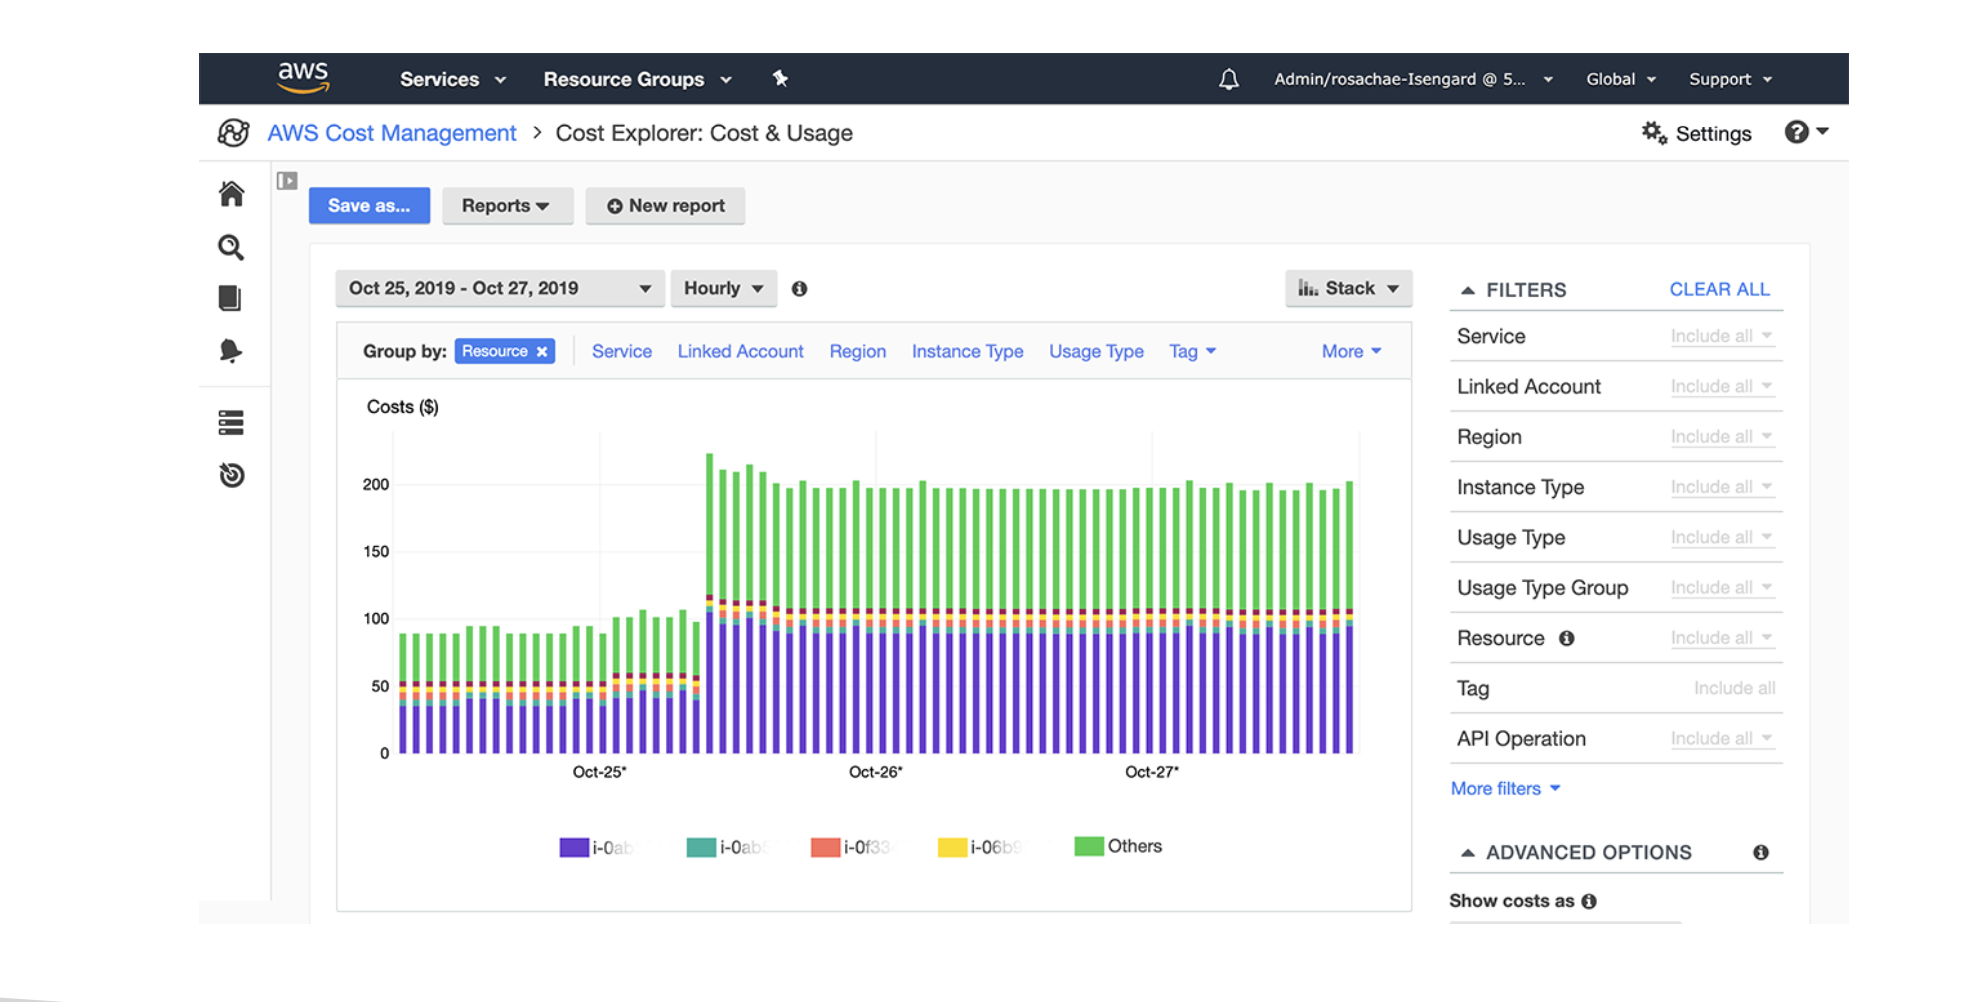 aws Services Resource Groups Admin/rosachae-Isengard @ 5... Global Support
AWS Cost Management > Cost Explorer: Cost & Usage Settings
Save as... Reports New report
Oct 25, 2019 - Oct 27, 2019 Hourly Stack
Group by: Resource Service Linked Account Region Instance Type Usage Type Tag More
Costs ($)
200
150
100
50
0
Oct-25* Oct-26* Oct-27*
i-0ab i-0ab i-0f33 i-06b9 Others
FILTERS CLEAR ALL
Service Include all
Linked Account Include all
Region Include all
Instance Type Include all
Usage Type Include all
Usage Type Group Include all
Resource Include all
Tag Include all
API Operation Include all
More filters
ADVANCED OPTIONS
Show costs as